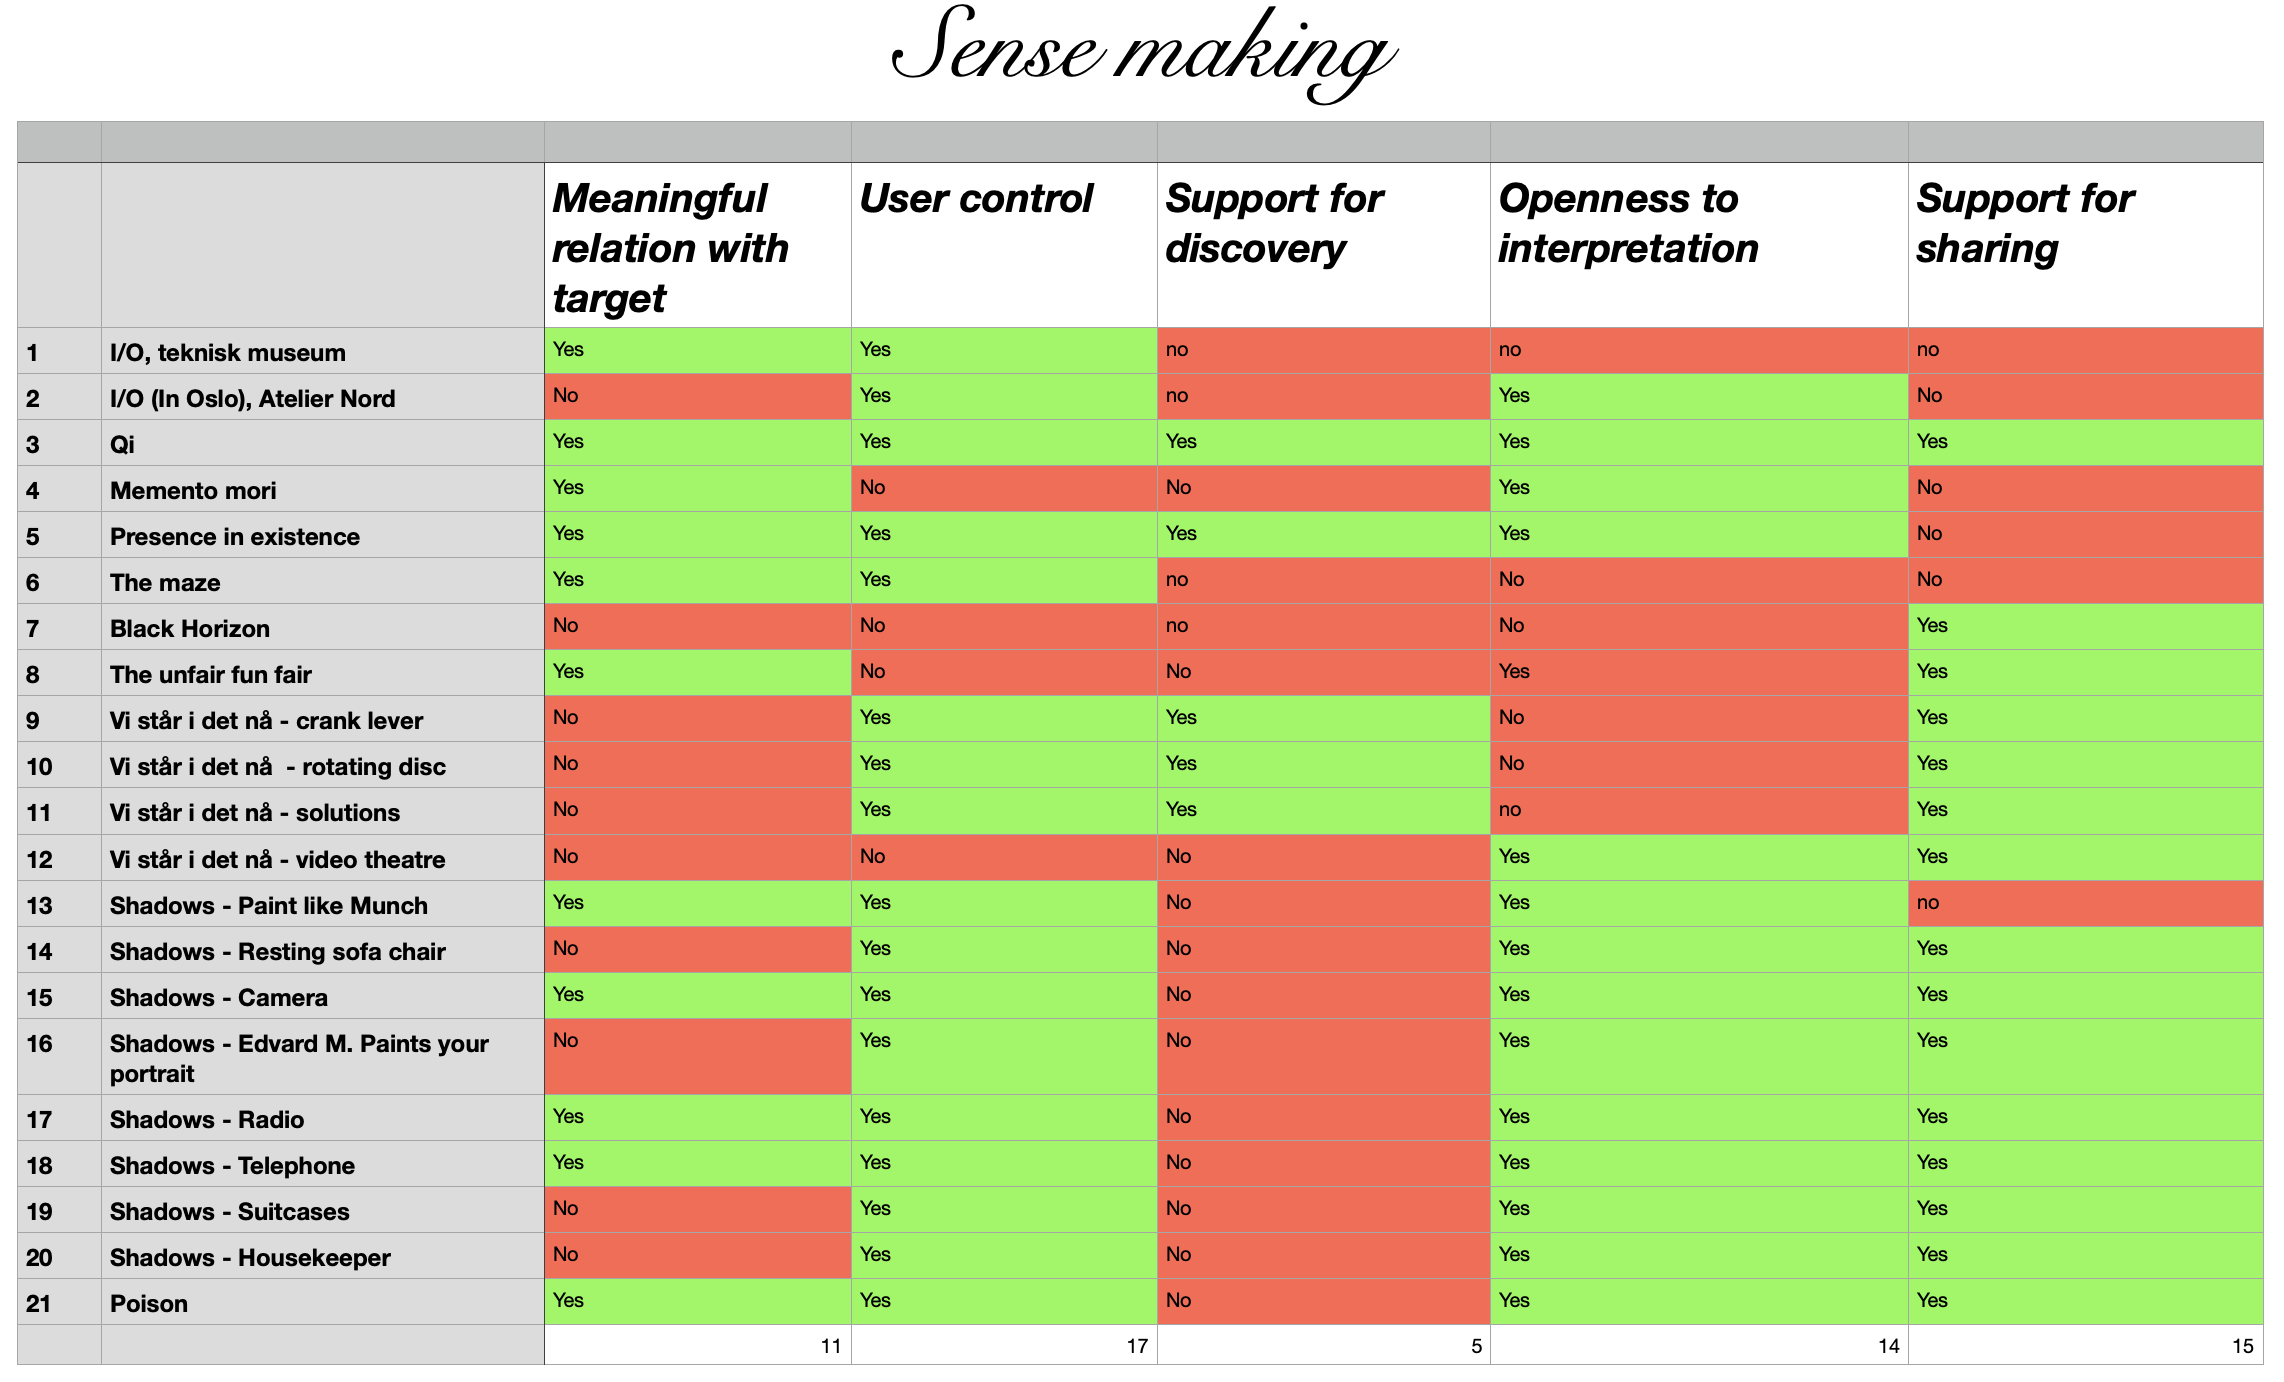 Sense making
Meaningful relation with target User control Support for discovery Openness to interpretation Support for sharing
1 I/O, teknisk museum Yes Yes no no no
2 I/O (In Oslo), Atelier Nord No Yes no Yes No
3 Qi Yes Yes Yes Yes Yes
4 Memento mori Yes No No Yes No
5 Presence in existence Yes Yes Yes Yes No
6 The maze Yes Yes no No No
7 Black Horizon No No no No Yes
8 The unfair fun fair Yes No No Yes Yes
9 Vi står i det nå - crank lever No Yes Yes No Yes
10 Vi står i det nå  - rotating disc No Yes Yes No Yes
11 Vi står i det nå - solutions No Yes Yes no Yes
12 Vi står i det nå - video theatre No No No Yes Yes
13 Shadows - Paint like Munch Yes Yes No Yes no
14 Shadows - Resting sofa chair No Yes No Yes Yes
15 Shadows - Camera Yes Yes No Yes Yes
16 Shadows - Edvard M. Paints your portrait No Yes No Yes Yes
17 Shadows - Radio Yes Yes No Yes Yes
18 Shadows - Telephone Yes Yes No Yes Yes
19 Shadows - Suitcases No Yes No Yes Yes
20 Shadows - Housekeeper No Yes No Yes Yes
21 Poison Yes Yes No Yes Yes
11 17 5 14 15